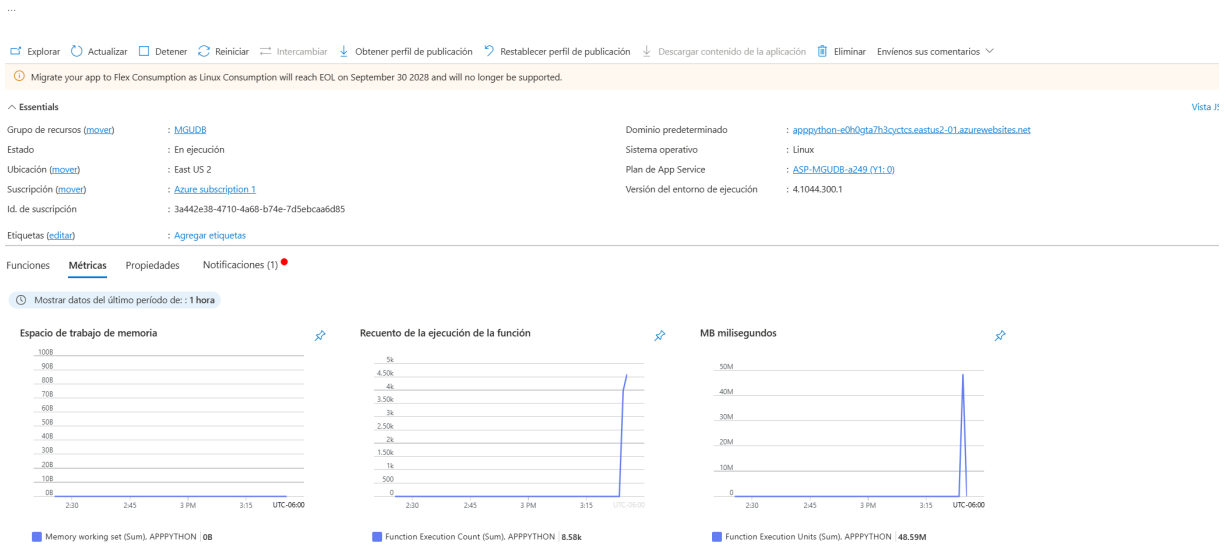 ...
Explorar Actualizar Detener Reiniciar Intercambiar Obtener perfil de publicación Restablecer perfil de publicación Descargar contenido de la aplicación Eliminar Envíenos sus comentarios
Migrate your app to Flex Consumption as Linux Consumption will reach EOL on September 30 2028 and will no longer be supported.
Essentials Vista JS
Grupo de recursos (mover) : MGUDB Dominio predeterminado : apppython-e0h0gta7h3cyctcs.eastus2-01.azurewebsites.net
Estado : En ejecución Sistema operativo : Linux
Ubicación (mover) : East US 2 Plan de App Service : ASP-MGUDB-a249 (Y1: 0)
Suscripción (mover) : Azure subscription 1 Versión del entorno de ejecución : 4.1044.300.1
Id. de suscripción : 3a442e38-4710-4a68-b74e-7d5ebcaa6d85
Etiquetas (editar) : Agregar etiquetas
Funciones Métricas Propiedades Notificaciones (1)
Mostrar datos del último período de: : 1 hora
Espacio de trabajo de memoria
100B
90B
80B
70B
60B
50B
40B
30B
20B
10B
0B
2:30 2:45 3 PM 3:15 UTC-06:00
Memory working set (Sum), APPPYTHON 0B
Recuento de la ejecución de la función
5k
4.50k
4k
3.50k
3k
2.50k
2k
1.50k
1k
500
0
2:30 2:45 3 PM 3:15 UTC-06:00
Function Execution Count (Sum), APPPYTHON 8.58k
MB milisegundos
50M
40M
30M
20M
10M
0
2:30 2:45 3 PM 3:15 UTC-06:00
Function Execution Units (Sum), APPPYTHON 48.59M